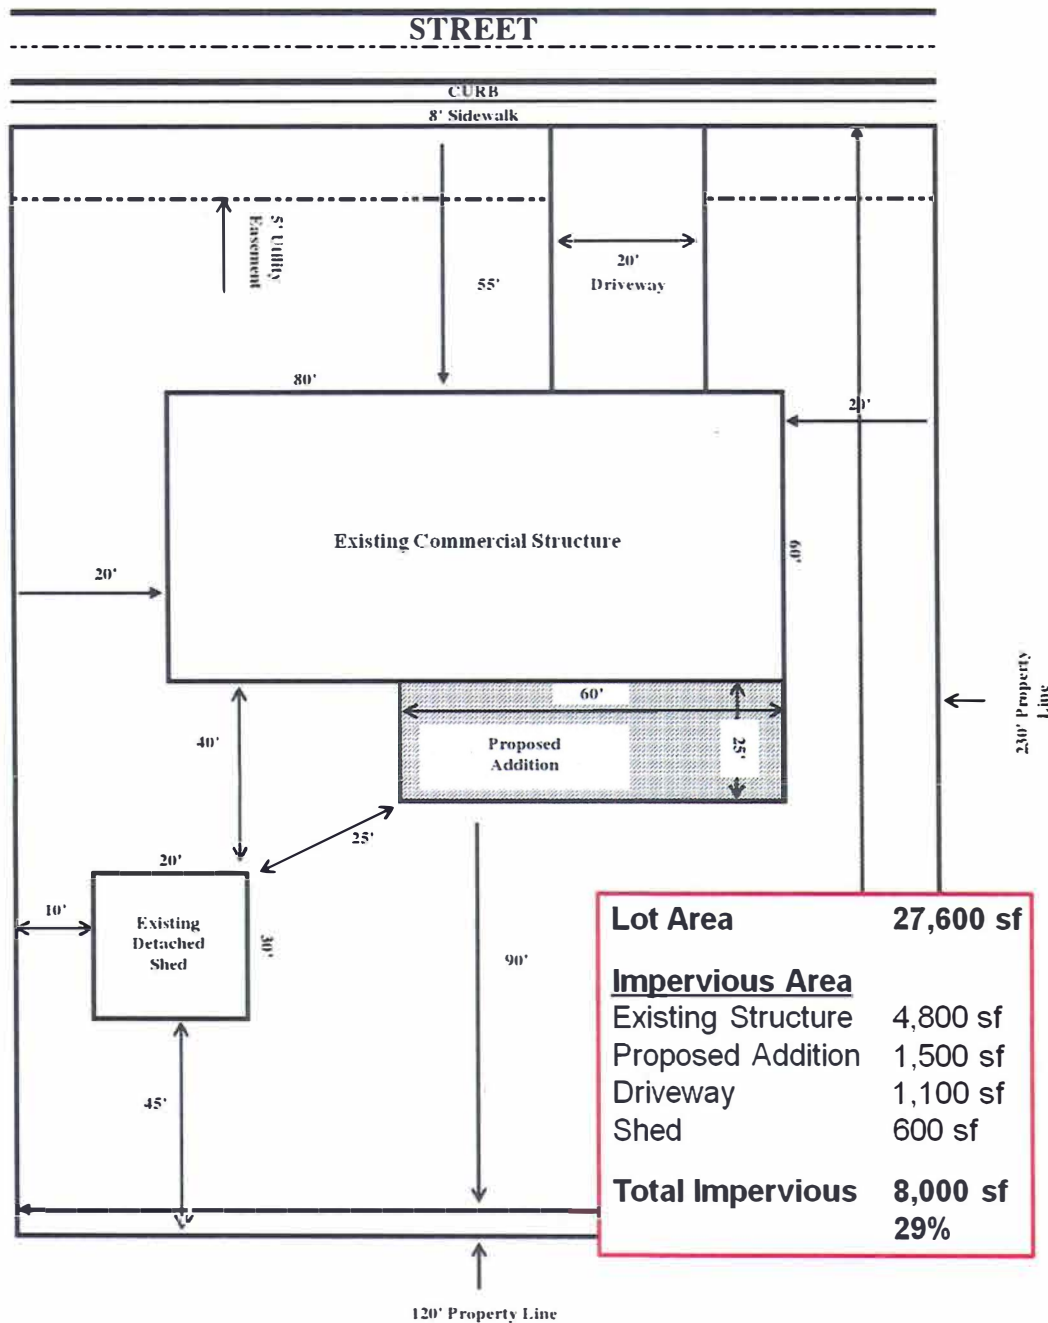 STREET
CURB
8' Sidewalk
5' Utility
Easement
55'
20'
Driveway
80'
20'
Existing Commercial Structure
60'
20'
60'
40'
Proposed
Addition
25'
230' Property
Line
25'
20'
10'
Existing
Detached
Shed
30'
90'
45'
Lot Area 27,600 sf
Impervious Area
Existing Structure 4,800 sf
Proposed Addition 1,500 sf
Driveway 1,100 sf
Shed 600 sf
Total Impervious 8,000 sf
29%
120' Property Line